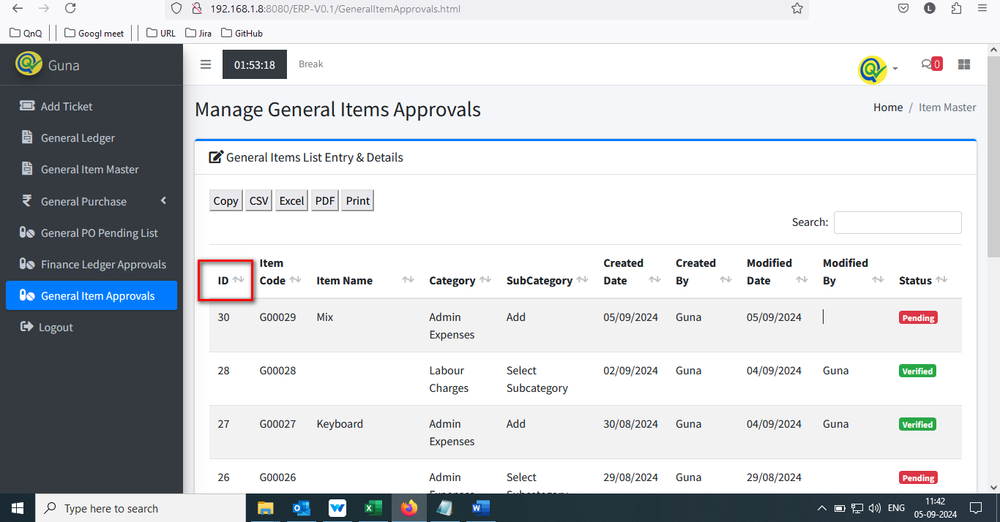 192.168.1.8:8080/ERP-V0.1/GeneralItemApprovals.html
L
QnQ Googl meet URL Jira GitHub
Guna
01:53:18 Break
0
Add Ticket
General Ledger
General Item Master
General Purchase
General PO Pending List
Finance Ledger Approvals
General Item Approvals
Logout
Manage General Items Approvals
Home / Item Master
General Items List Entry & Details
Copy CSV Excel PDF Print
Search:
ID Item Code Item Name Category SubCategory Created Date Created By Modified Date Modified By Status
30 G00029 Mix Admin Expenses Add 05/09/2024 Guna 05/09/2024 Pending
28 G00028 Labour Charges Select Subcategory 02/09/2024 Guna 04/09/2024 Guna Verified
27 G00027 Keyboard Admin Expenses Add 30/08/2024 Guna 04/09/2024 Guna Verified
26 G00026 Admin Expenses Select Subcategory 29/08/2024 Guna 29/08/2024 Pending
Type here to search
ENG
11:42
05-09-2024